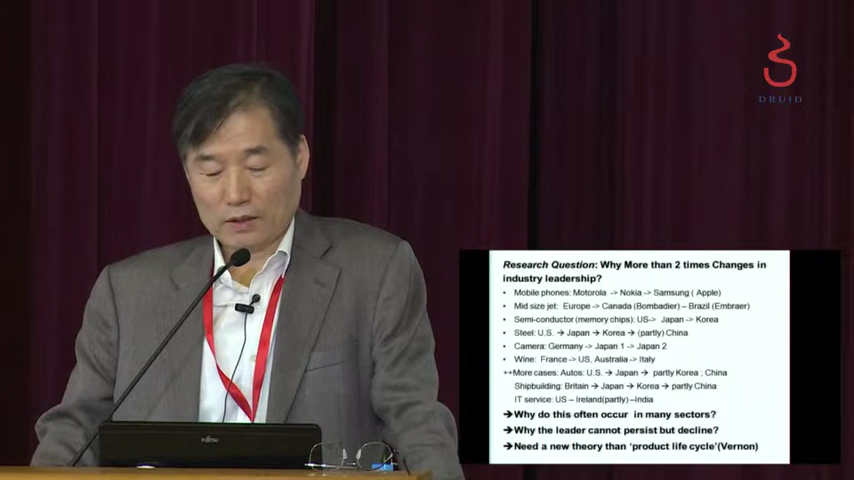 DRUID
Research Question: Why More than 2 times Changes in
industry leadership?
• Mobile phones: Motorola -> Nokia -> Samsung ( Apple)
• Mid size jet: Europe -> Canada (Bombadier) – Brazil (Embraer)
• Semi-conductor (memory chips): US-> Japan -> Korea
• Steel: U.S. → Japan → Korea → (partly) China
• Camera: Germany -> Japan 1 -> Japan 2
• Wine: France -> US, Australia -> Italy
++More cases: Autos: U.S. → Japan → partly Korea ; China
Shipbuilding: Britain → Japan → Korea → partly China
IT service: US – Ireland(partly) –India
➔Why do this often occur in many sectors?
➔Why the leader cannot persist but decline?
➔Need a new theory than 'product life cycle'(Vernon)
FUJITSU